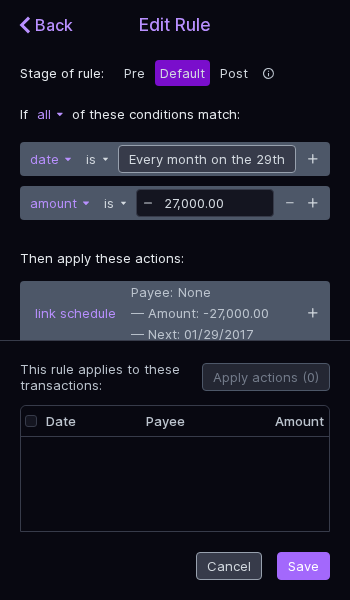 Back
Edit Rule
Stage of rule: Pre Default Post
If all of these conditions match:
date is Every month on the 29th +
amount is − 27,000.00 − +
Then apply these actions:
link schedule
Payee: None
— Amount: -27,000.00
— Next: 01/29/2017
+
This rule applies to these
transactions:
Apply actions (0)
Date Payee Amount
Cancel Save